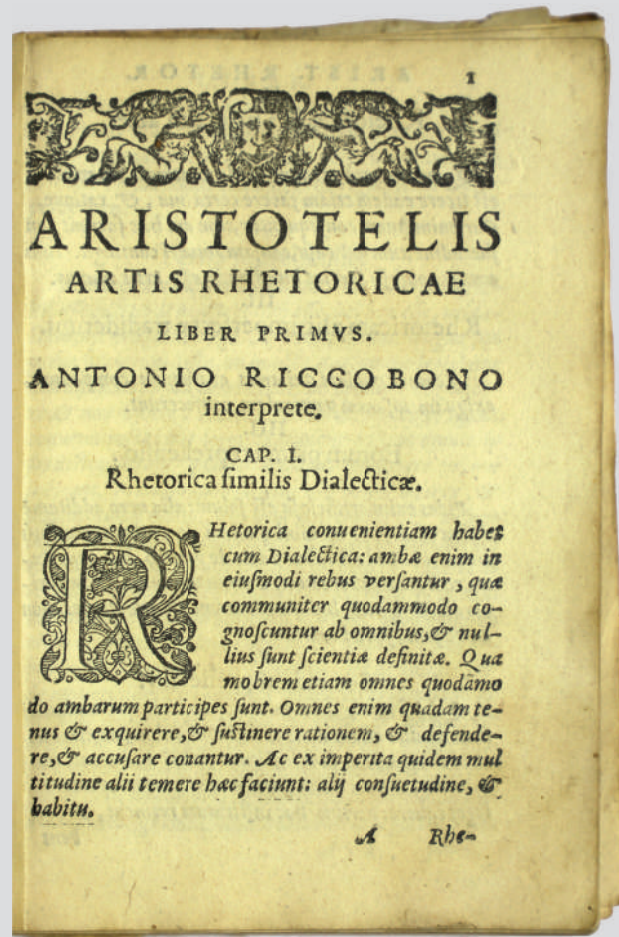 1
ARISTOTELIS
ARTIS RHETORICAE
LIBER PRIMVS.
ANTONIO RICCOBONO
interprete.
CAP. I.
Rhetorica ſimilis Dialecticæ.
RHetorica conuenientiam habet
cum Dialectica: ambæ enim in
eiuſmodi rebus verſantur, quæ
communiter quodammodo co-
gnoſcuntur ab omnibus, & nul-
lius ſunt ſcientiæ definitæ. Qua
mobrem etiam omnes quodāmo
do ambarum participes ſunt. Omnes enim quadam te-
nus & exquirere, & ſuſtinere rationem, & defende-
re, & accuſare conantur. Ac ex imperita quidem mul
titudine alii temere hæc faciunt: alij conſuetudine, &
habitu.
A Rhe-